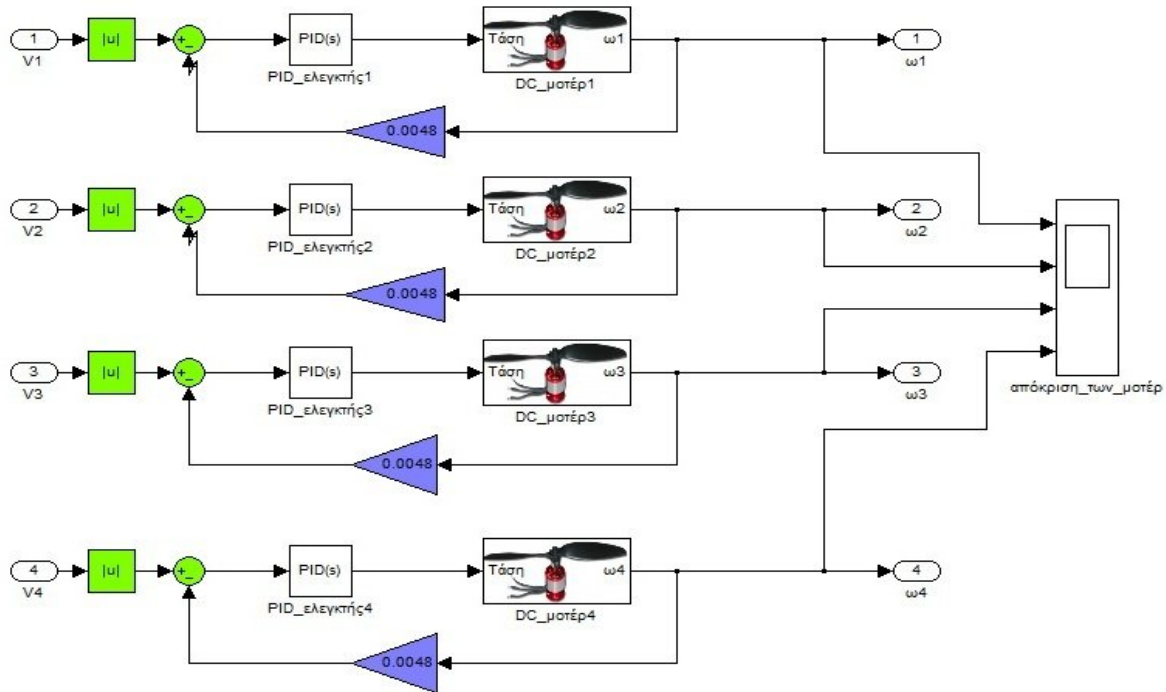 1
V1
|u|
+
_
PID(s)
PID_ελεγκτής1
Τάση
ω1
DC_μοτέρ1
0.0048
1
ω1
2
V2
|u|
+
_
PID(s)
PID_ελεγκτής2
Τάση
ω2
DC_μοτέρ2
0.0048
2
ω2
3
V3
|u|
+
_
PID(s)
PID_ελεγκτής3
Τάση
ω3
DC_μοτέρ3
0.0048
3
ω3
απόκριση_των_μοτέρ
4
V4
|u|
+
_
PID(s)
PID_ελεγκτής4
Τάση
ω4
DC_μοτέρ4
0.0048
4
ω4